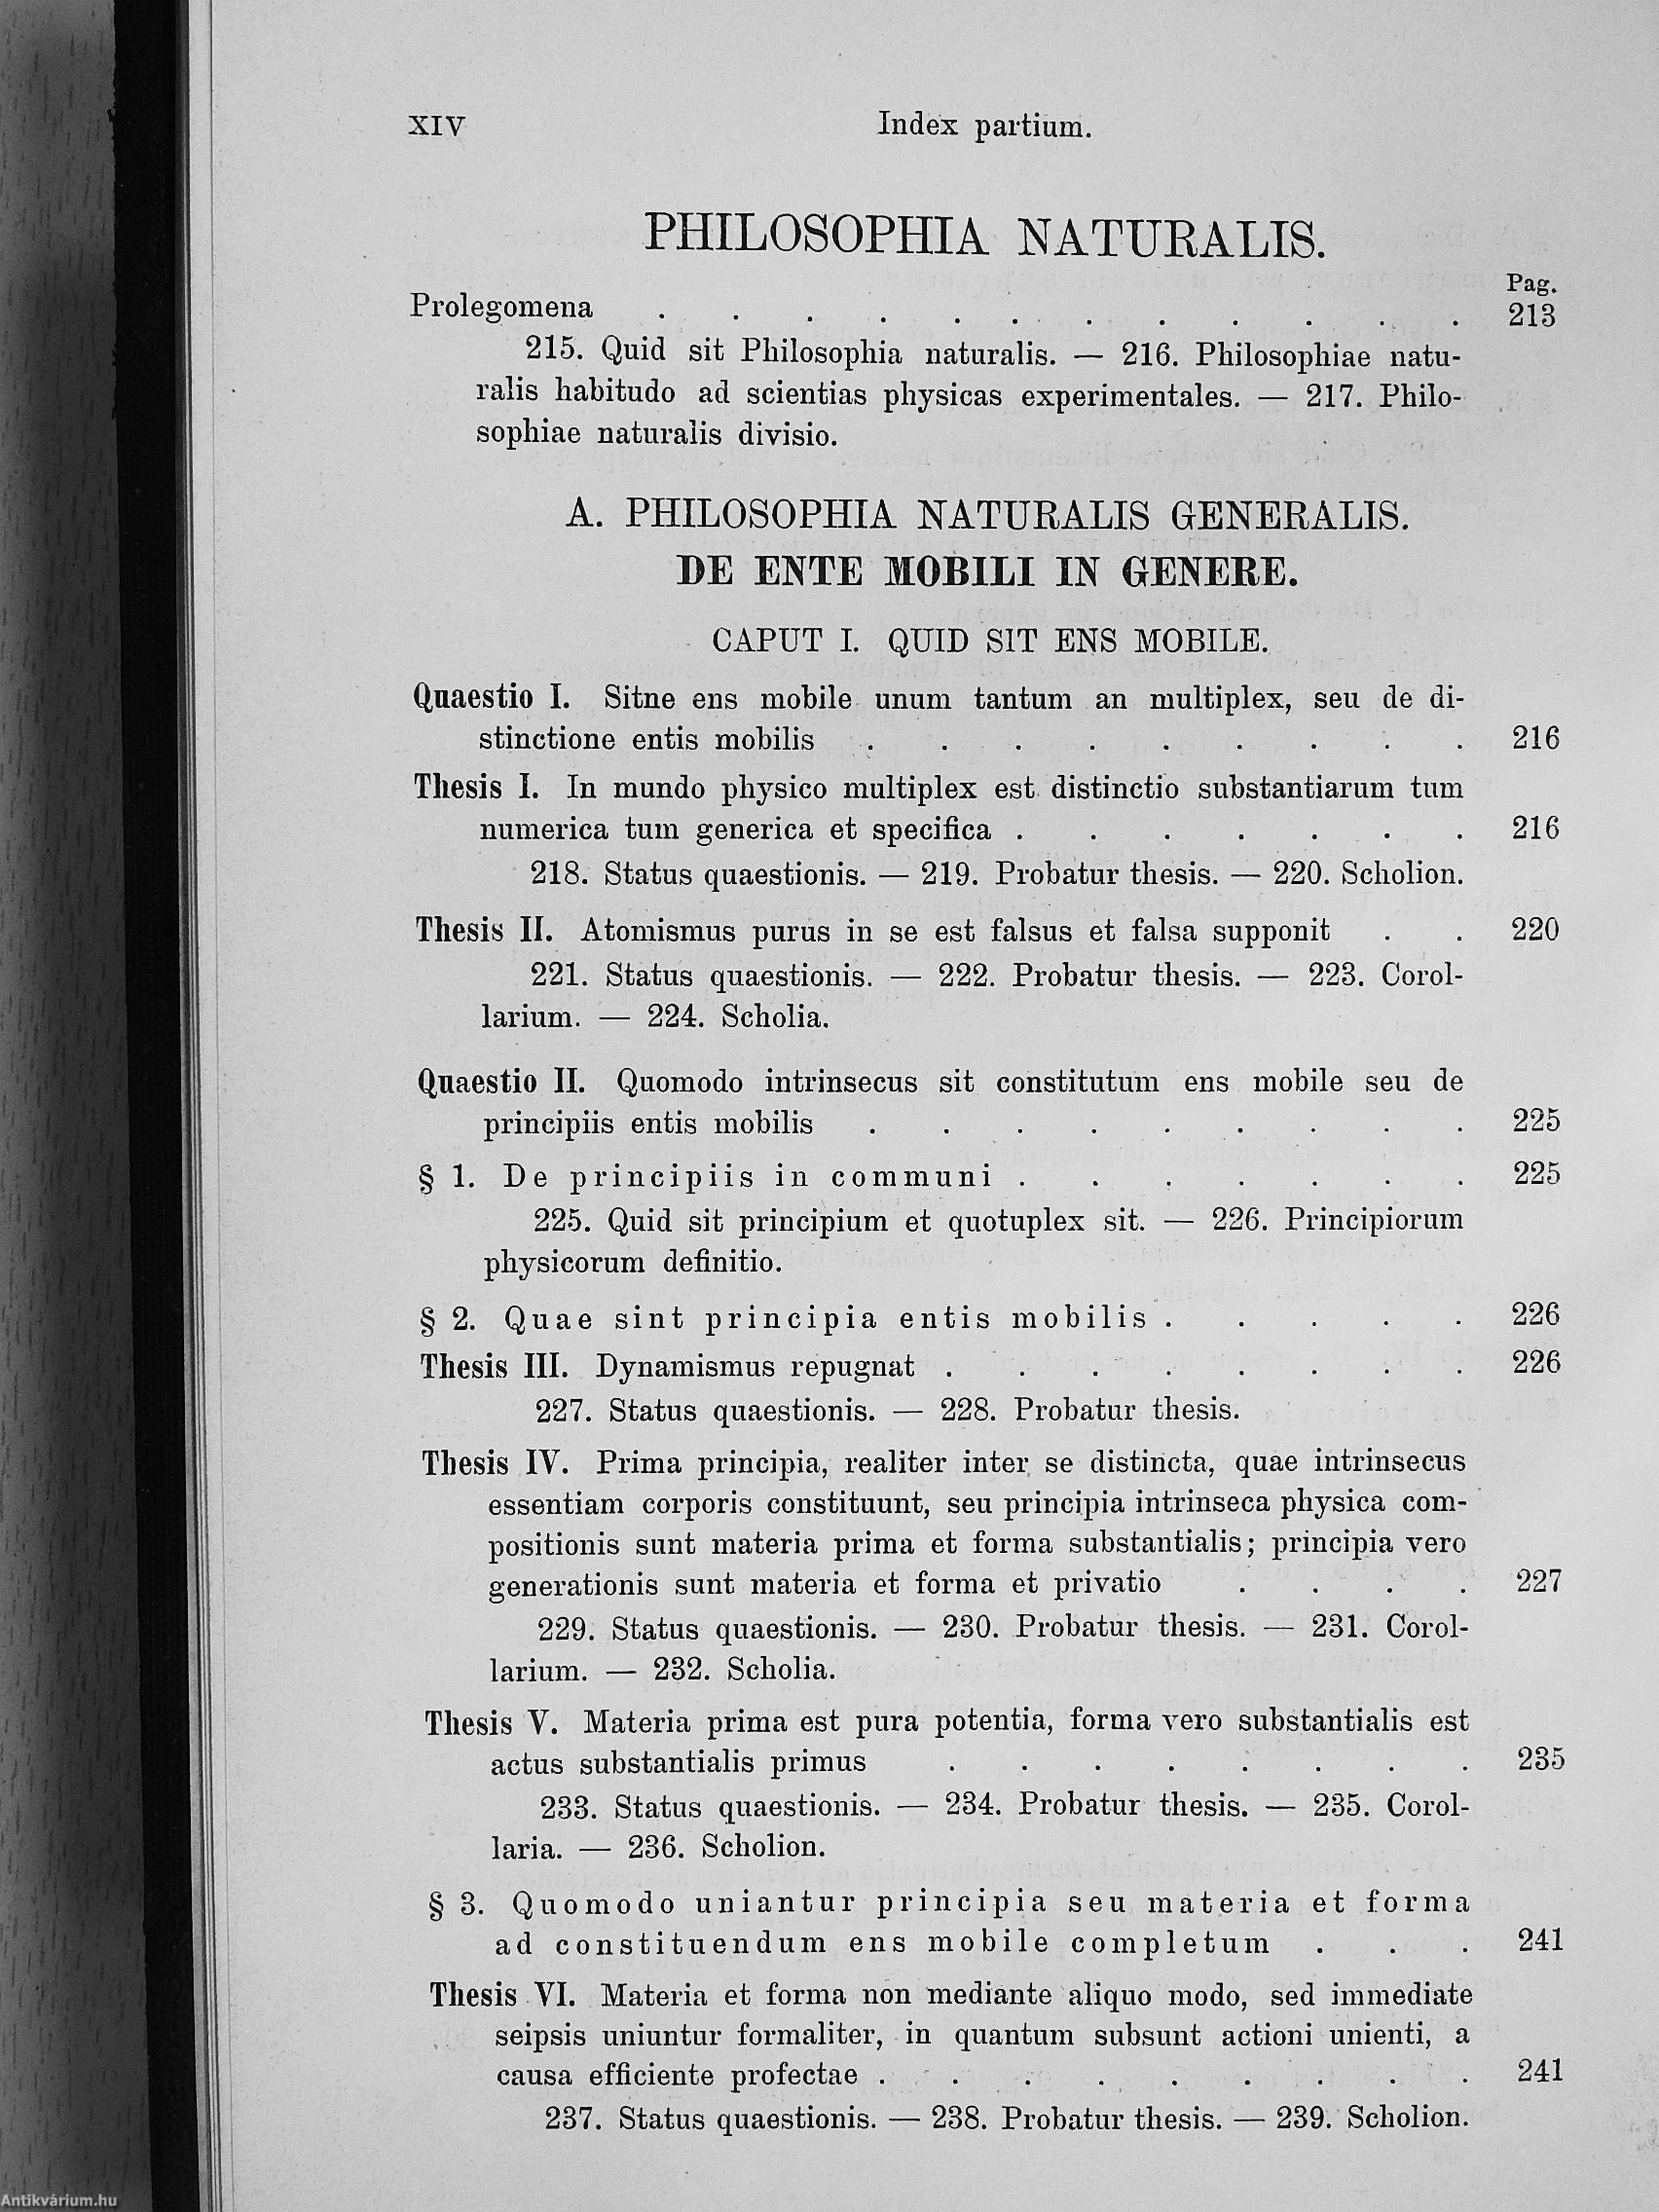 XIV Index partium.
PHILOSOPHIA NATURALIS.
Pag.
Prolegomena . . . . . . . . . . . . 213
215. Quid sit Philosophia naturalis. — 216. Philosophiae natu-
ralis habitudo ad scientias physicas experimentales. — 217. Philo-
sophiae naturalis divisio.
A. PHILOSOPHIA NATURALIS GENERALIS.
DE ENTE MOBILI IN GENERE.
CAPUT I. QUID SIT ENS MOBILE.
Quaestio I. Sitne ens mobile unum tantum an multiplex, seu de di-
stinctione entis mobilis . . . . . . . . . 216
Thesis I. In mundo physico multiplex est distinctio substantiarum tum
numerica tum generica et specifica . . . . . . . 216
218. Status quaestionis. — 219. Probatur thesis. — 220. Scholion.
Thesis II. Atomismus purus in se est falsus et falsa supponit . . 220
221. Status quaestionis. — 222. Probatur thesis. — 223. Corol-
larium. — 224. Scholia.
Quaestio II. Quomodo intrinsecus sit constitutum ens mobile seu de
principiis entis mobilis . . . . . . . . . 225
§ 1. De principiis in communi . . . . . . . 225
225. Quid sit principium et quotuplex sit. — 226. Principiorum
physicorum definitio.
§ 2. Quae sint principia entis mobilis . . . . . 226
Thesis III. Dynamismus repugnat . . . . . . . . 226
227. Status quaestionis. — 228. Probatur thesis.
Thesis IV. Prima principia, realiter inter se distincta, quae intrinsecus
essentiam corporis constituunt, seu principia intrinseca physica com-
positionis sunt materia prima et forma substantialis; principia vero
generationis sunt materia et forma et privatio . . . . 227
229. Status quaestionis. — 230. Probatur thesis. — 231. Corol-
larium. — 232. Scholia.
Thesis V. Materia prima est pura potentia, forma vero substantialis est
actus substantialis primus . . . . . . . . 235
233. Status quaestionis. — 234. Probatur thesis. — 235. Corol-
laria. — 236. Scholion.
§ 3. Quomodo uniantur principia seu materia et forma
ad constituendum ens mobile completum . . . 241
Thesis VI. Materia et forma non mediante aliquo modo, sed immediate
seipsis uniuntur formaliter, in quantum subsunt actioni unienti, a
causa efficiente profectae . . . . . . . . . 241
237. Status quaestionis. — 238. Probatur thesis. — 239. Scholion.
Antikvárium.hu